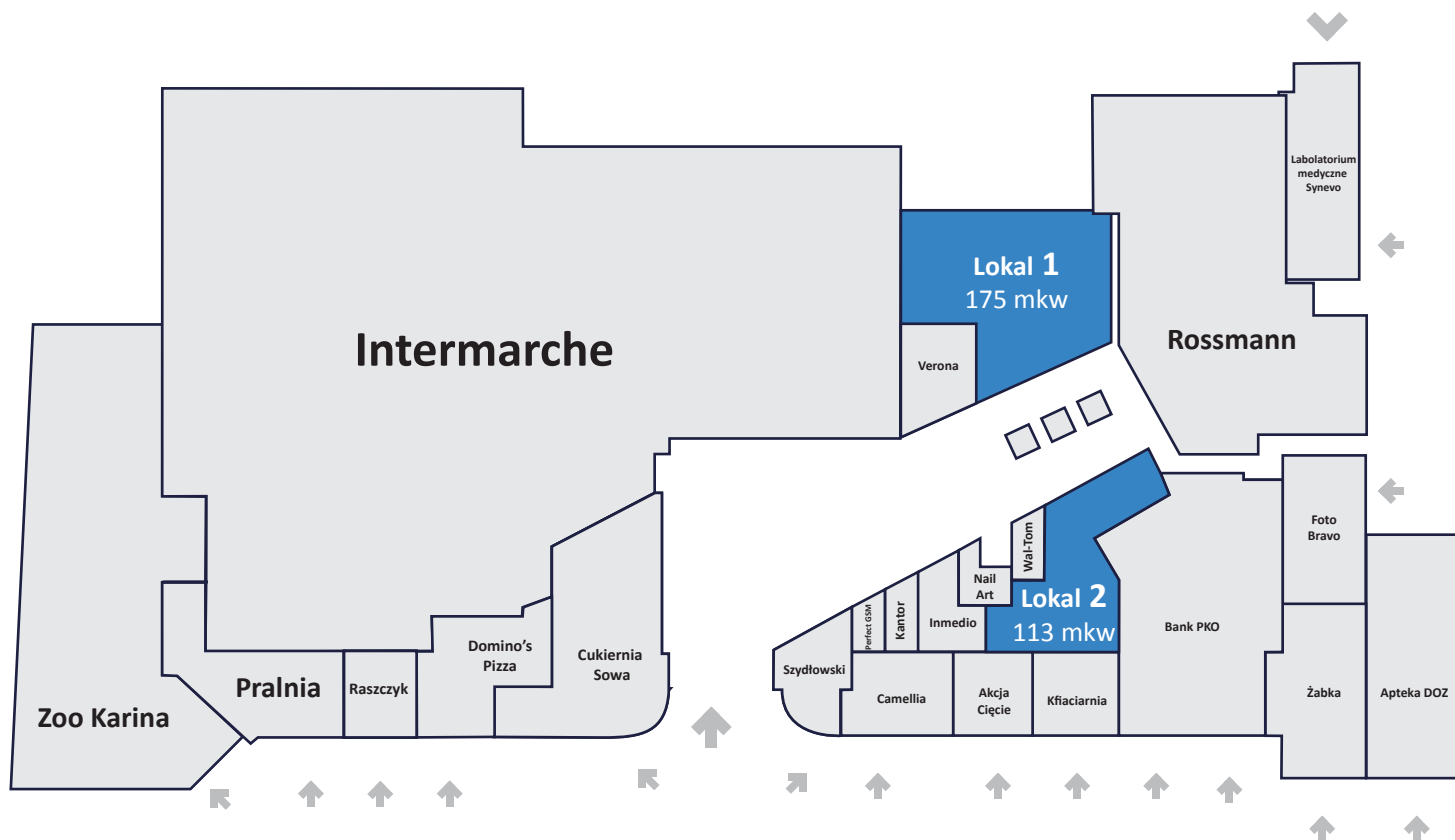 Labolatorium
medyczne
Synevo
Lokal 1
175 mkw
Intermarche
Rossmann
Verona
Foto
Bravo
Wal-Tom
Nail
Art
Lokal 2
113 mkw
Perfect GSM
Kantor
Inmedio
Bank PKO
Domino's
Pizza
Cukiernia
Sowa
Szydłowski
Pralnia
Raszczyk
Zoo Karina
Camellia
Akcja
Cięcie
Kfiaciarnia
Żabka
Apteka DOZ